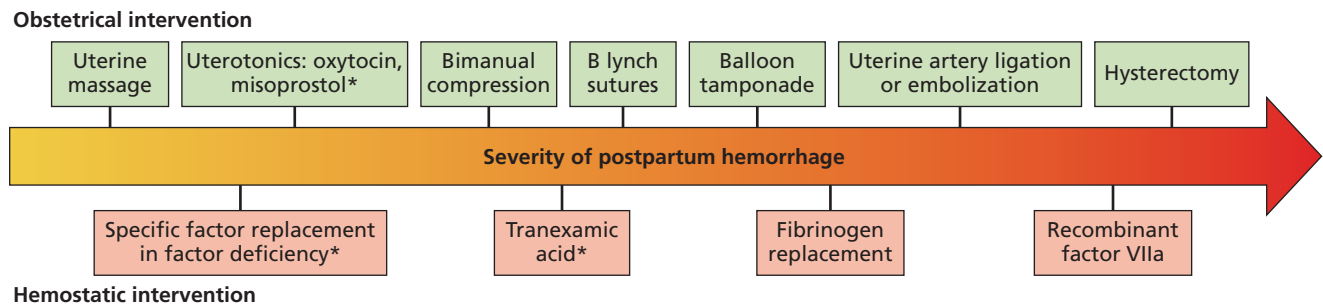 Obstetrical intervention
Uterine
massage
Uterotonics: oxytocin,
misoprostol*
Bimanual
compression
B lynch
sutures
Balloon
tamponade
Uterine artery ligation
or embolization
Hysterectomy
Severity of postpartum hemorrhage
Specific factor replacement
in factor deficiency*
Tranexamic
acid*
Fibrinogen
replacement
Recombinant
factor VIIa
Hemostatic intervention